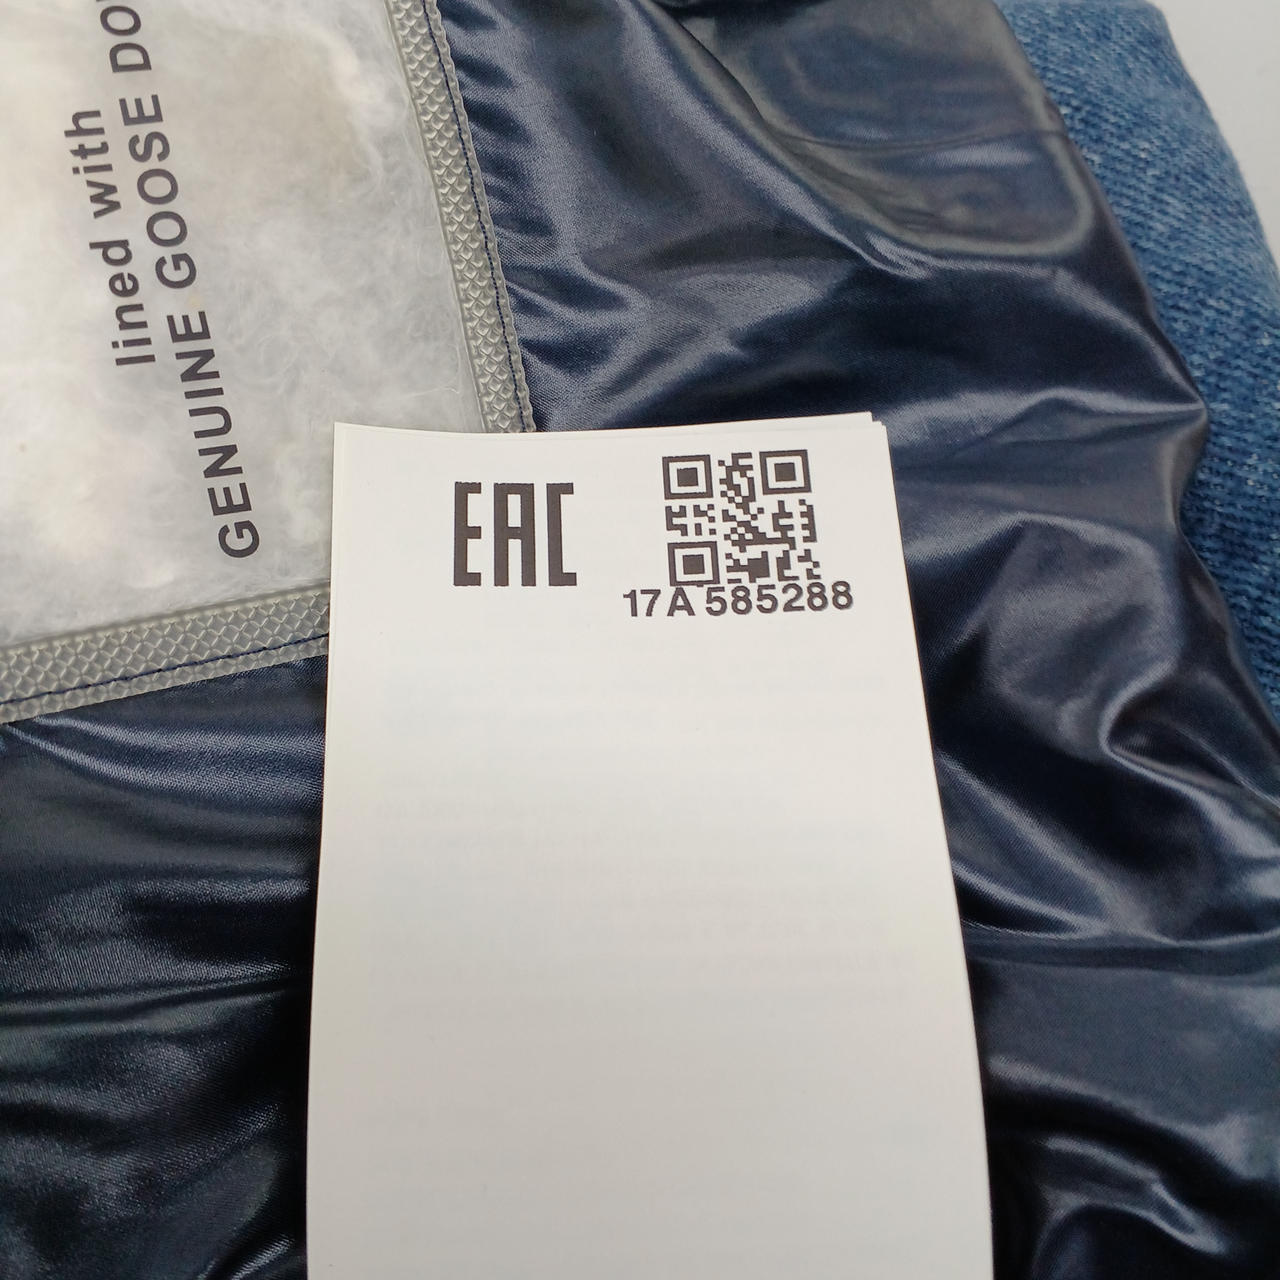 lined with
GENUINE GOOSE DO
EAC
17A 585288